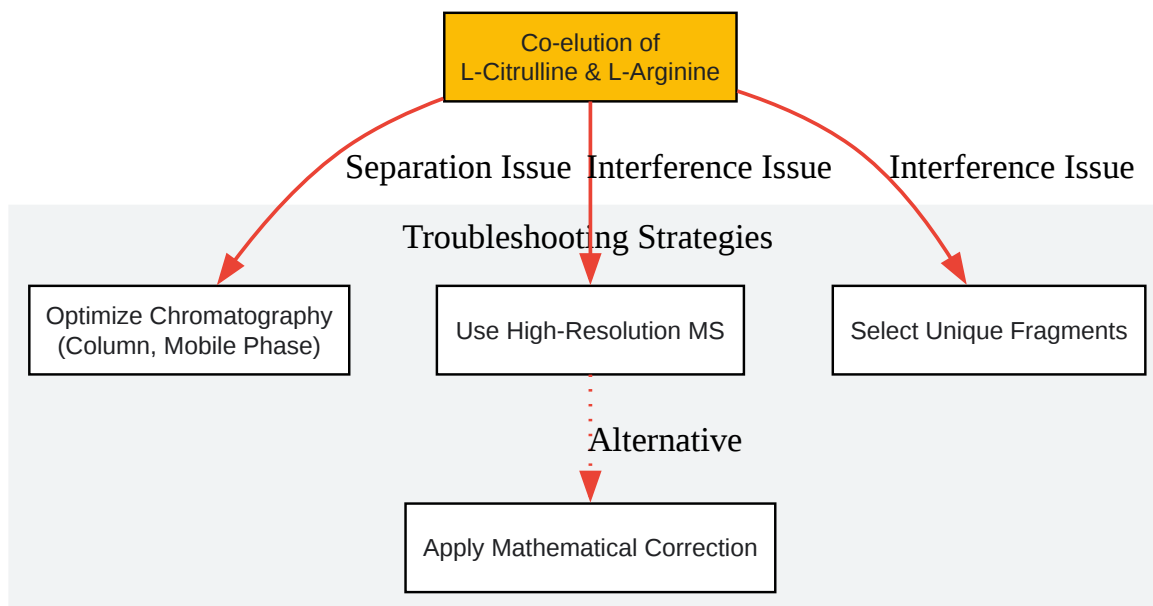 Co-elution of
L-Citrulline & L-Arginine
Separation Issue
Interference Issue
Interference Issue
Troubleshooting Strategies
Optimize Chromatography
(Column, Mobile Phase)
Use High-Resolution MS
Select Unique Fragments
Alternative
Apply Mathematical Correction